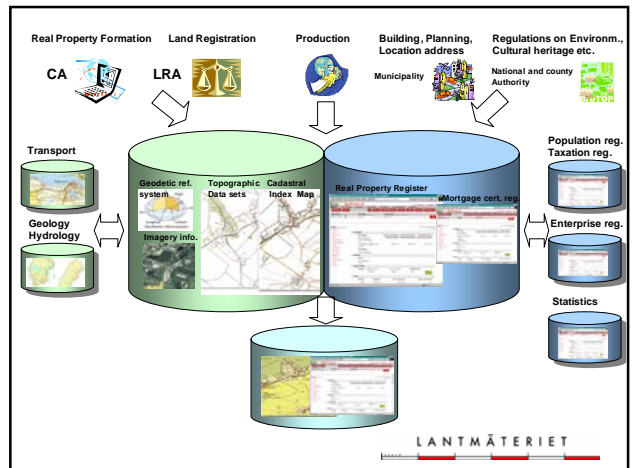 Real Property Formation
Land Registration
Production
Building, Planning,
Location address
Regulations on Environm.,
Cultural heritage etc.
CA
LRA
Municipality
National and county
Authority
Transport
Geology
Hydrology
Geodetic ref.
system
Imagery info.
Topographic
Data sets
Cadastral
Index Map
Real Property Register
Mortgage cert. reg.
Population reg.
Taxation reg.
Enterprise reg.
Statistics
LANTMÄTERIET